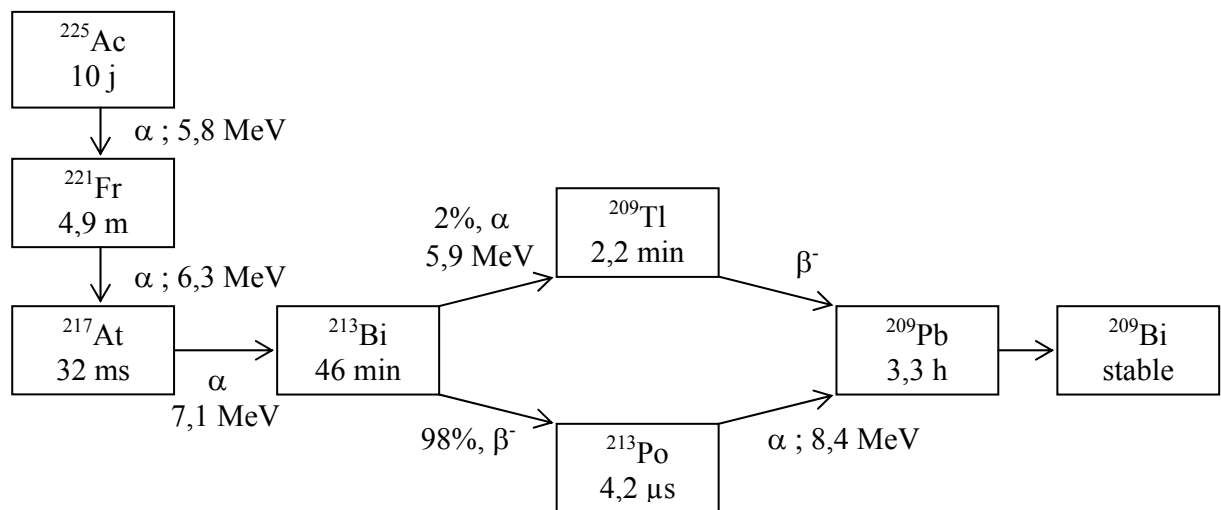 ²²⁵Ac
10 j
α ; 5,8 MeV
²²¹Fr
4,9 m
α ; 6,3 MeV
²¹⁷At
32 ms
α
7,1 MeV
²¹³Bi
46 min
2%, α
5,9 MeV
²⁰⁹Tl
2,2 min
β⁻
98%, β⁻
²¹³Po
4,2 µs
α ; 8,4 MeV
²⁰⁹Pb
3,3 h
²⁰⁹Bi
stable